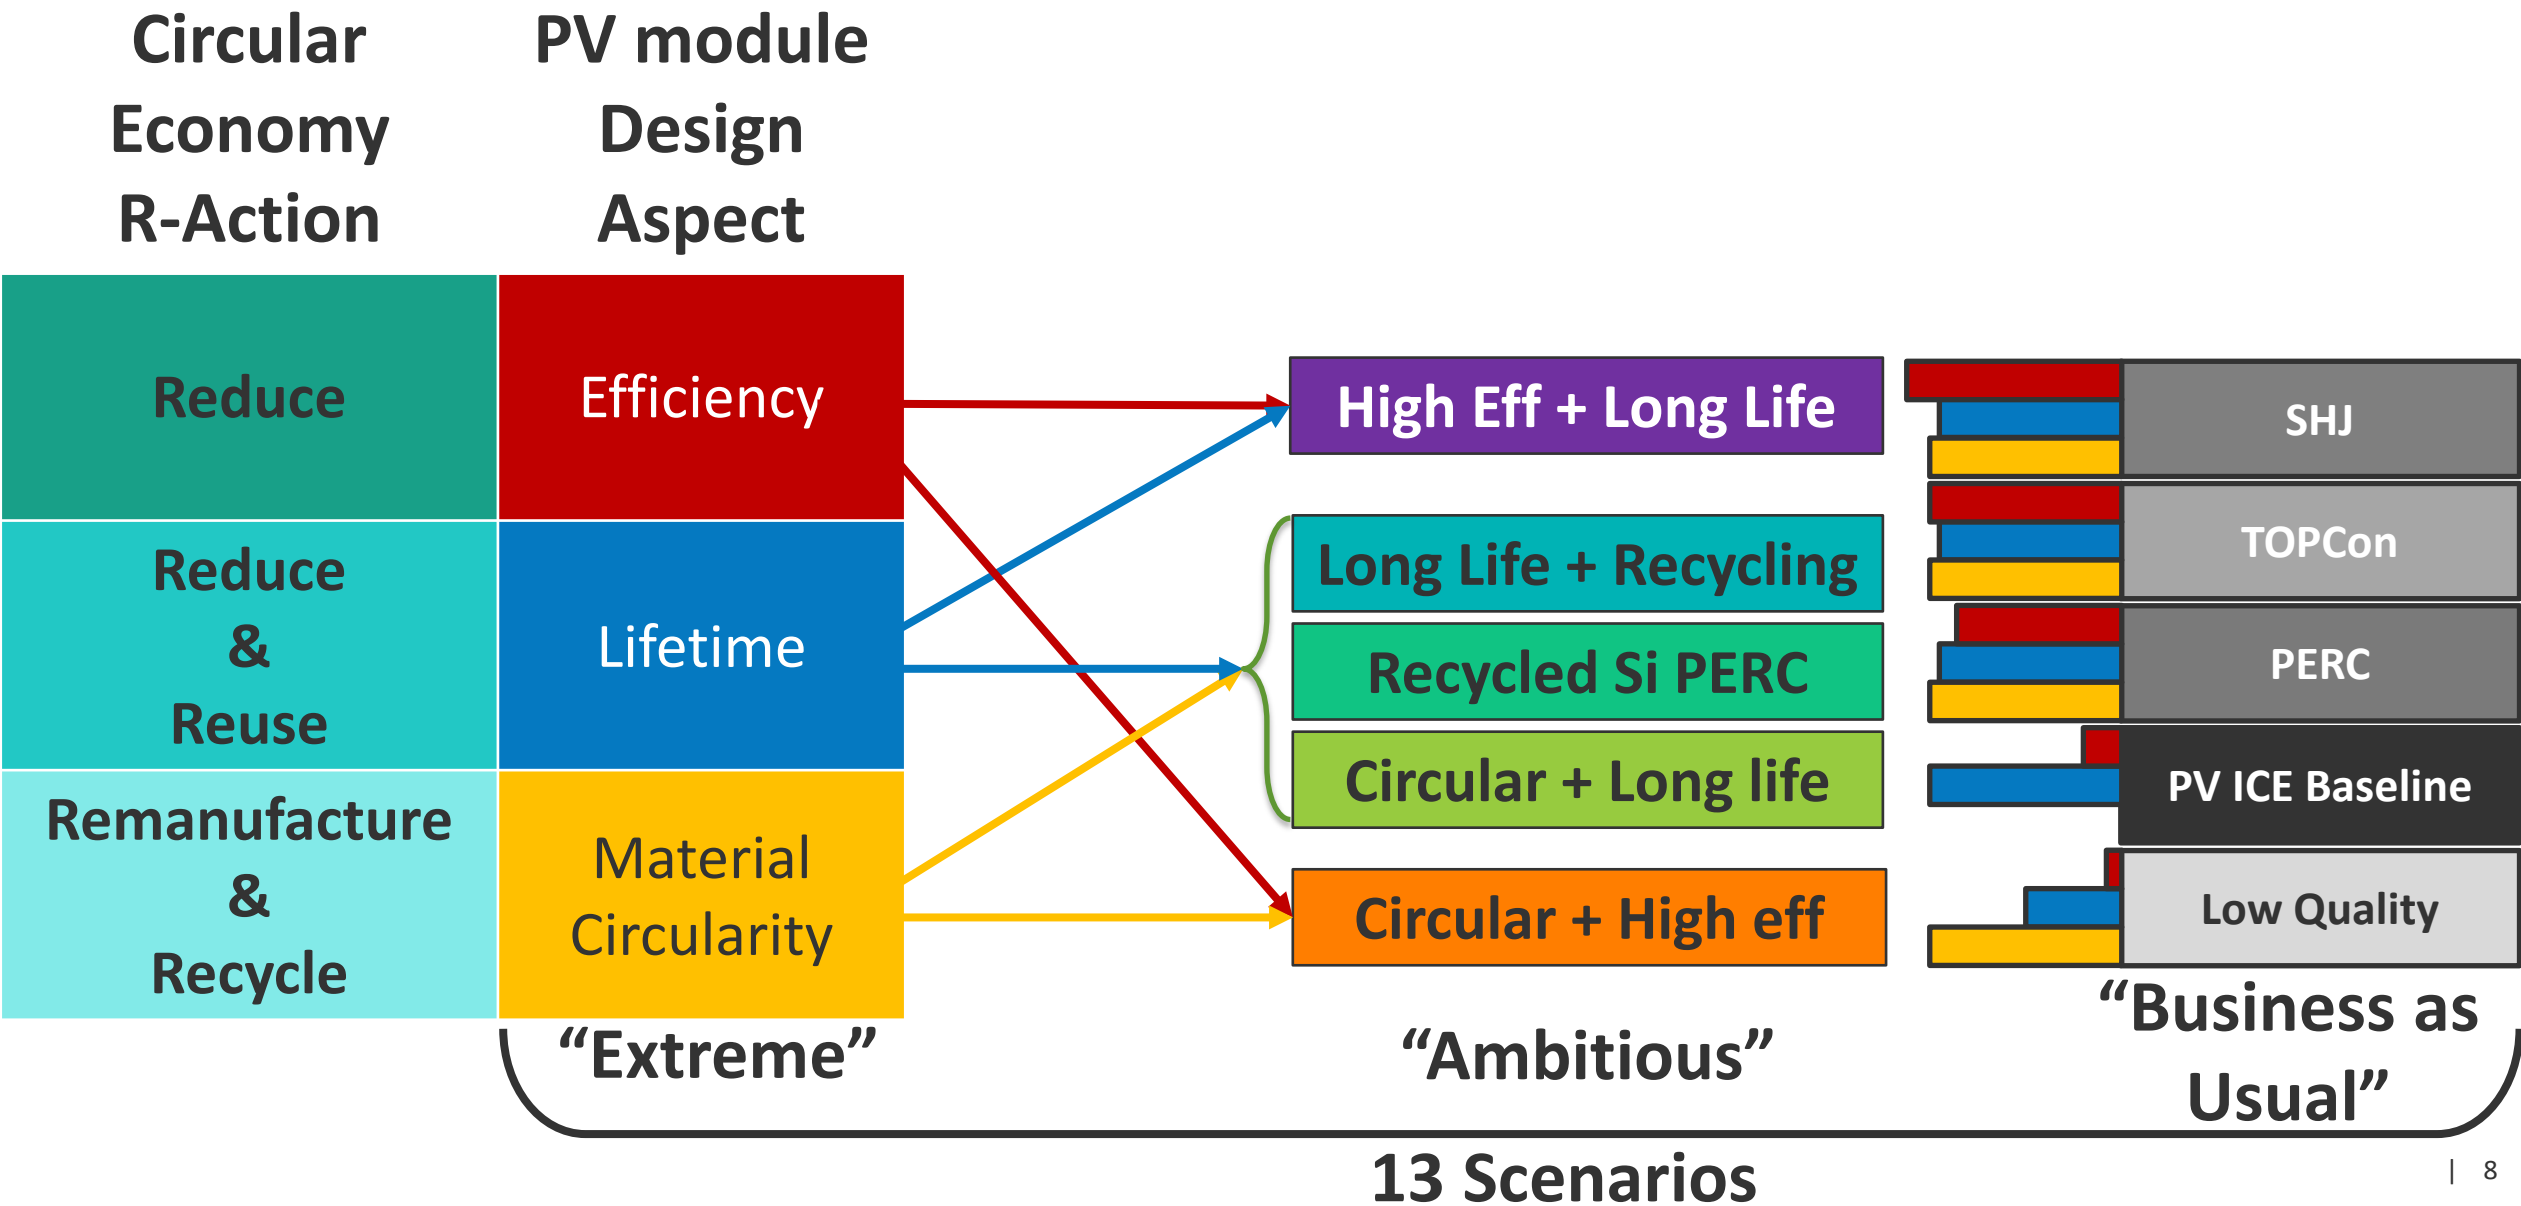 Circular
Economy
R-Action
PV module
Design
Aspect
Reduce
Efficiency
Reduce
&
Reuse
Lifetime
Remanufacture
&
Recycle
Material
Circularity
High Eff + Long Life
Long Life + Recycling
Recycled Si PERC
Circular + Long life
Circular + High eff
SHJ
TOPCon
PERC
PV ICE Baseline
Low Quality
“Extreme”
“Ambitious”
“Business as
Usual”
13 Scenarios
| 8